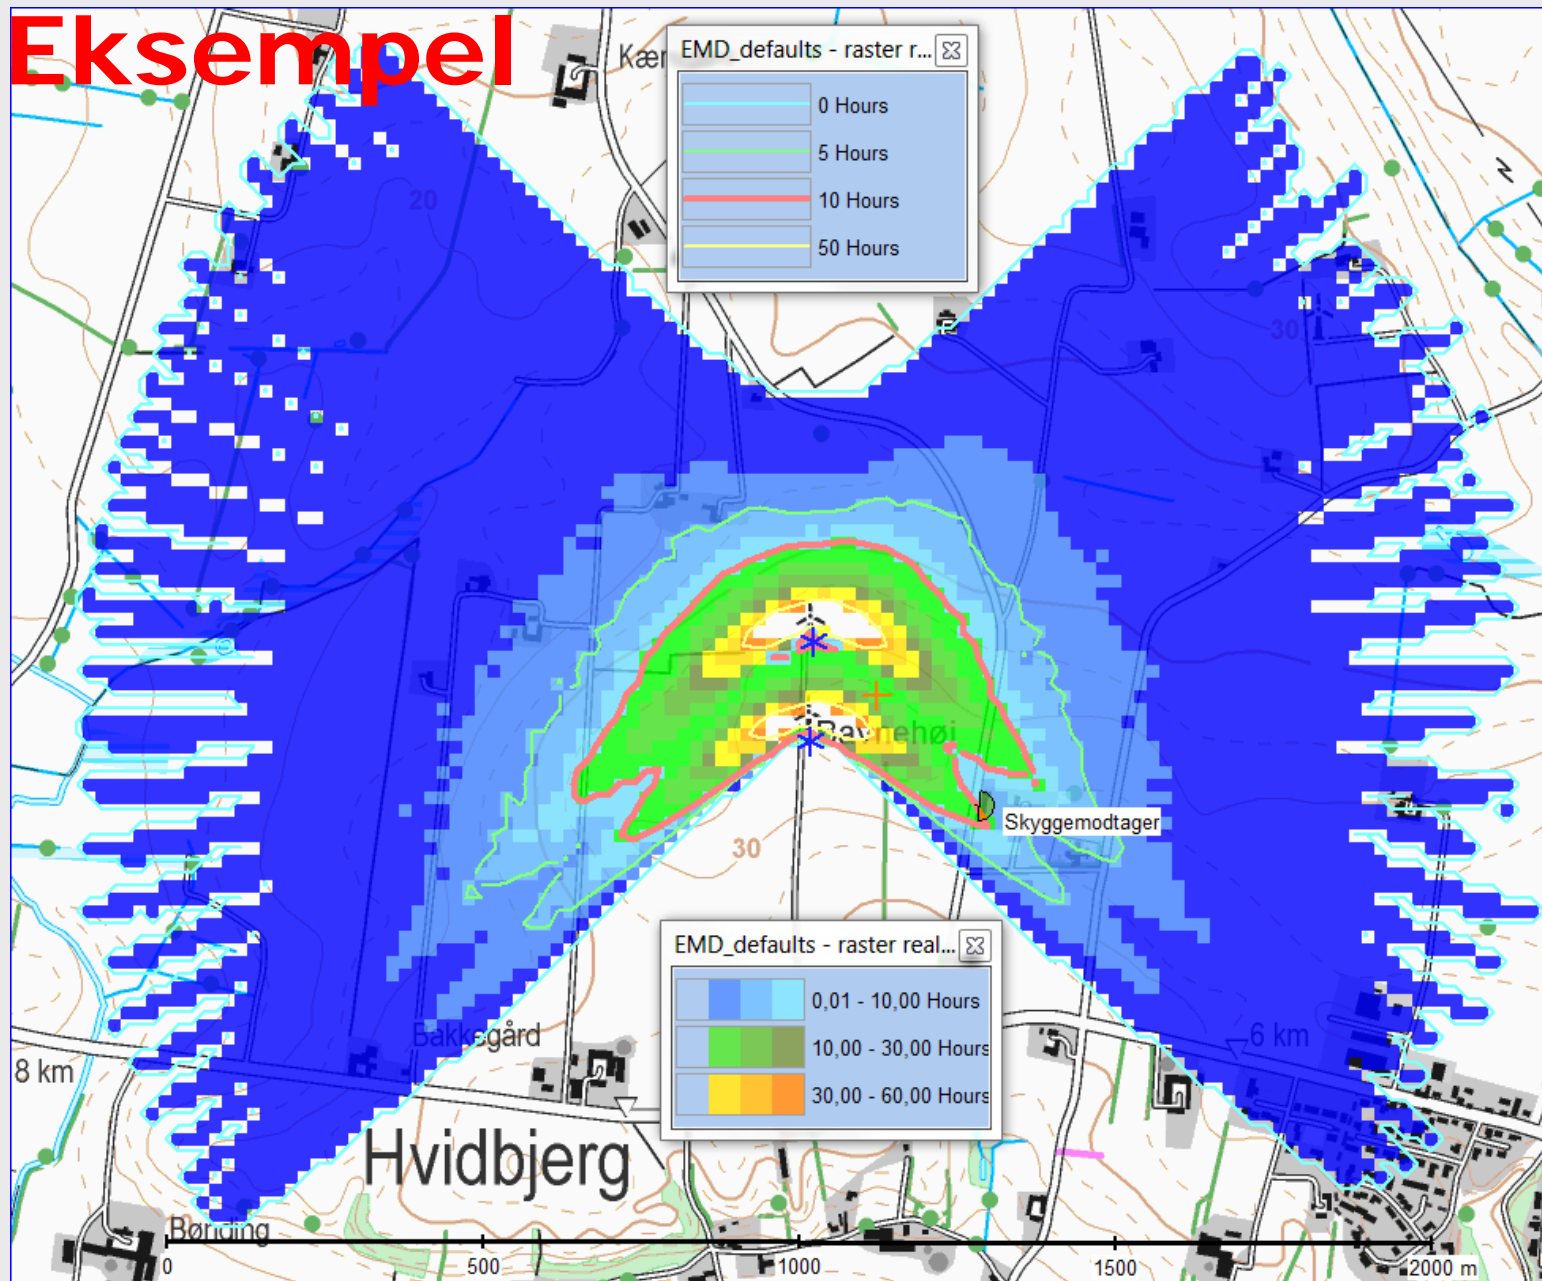 Eksempel
Kær
EMD_defaults - raster r...
0 Hours
5 Hours
10 Hours
50 Hours
20
30
Ravnehøj
Skyggemodtager
30
EMD_defaults - raster real...
0,01 - 10,00 Hours
10,00 - 30,00 Hours
30,00 - 60,00 Hours
Bakkegård
6 km
8 km
Hvidbjerg
Børiding
0
500
1000
1500
2000 m